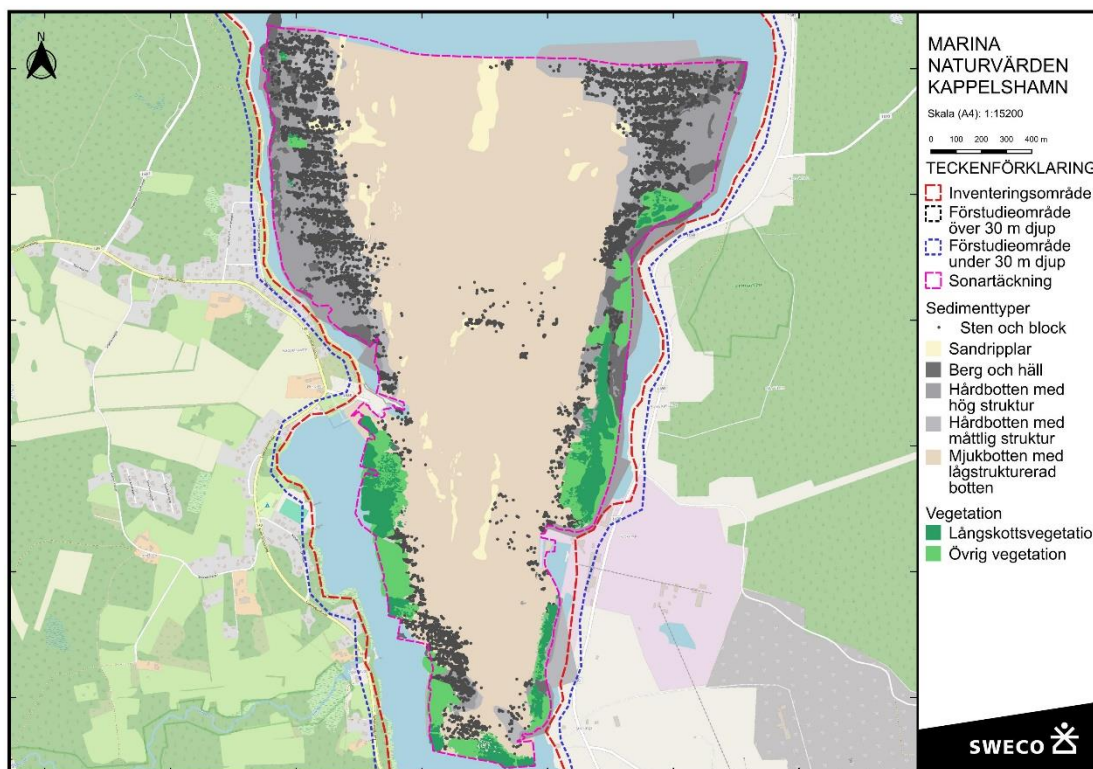 N
MARINA
NATURVÄRDEN
KAPPELSHAMN
Skala (A4): 1:15200
0 100 200 300 400 m
TECKENFÖRKLARING
Inventeringsområde
Förstudieområde
över 30 m djup
Förstudieområde
under 30 m djup
Sonartäckning
Sedimenttyper
Sten och block
Sandripplar
Berg och häll
Hårdbotten med
hög struktur
Hårdbotten med
måttlig struktur
Mjukbotten med
lågstrukturerad
botten
Vegetation
Långskottsvegetatio
Övrig vegetation
SWECO